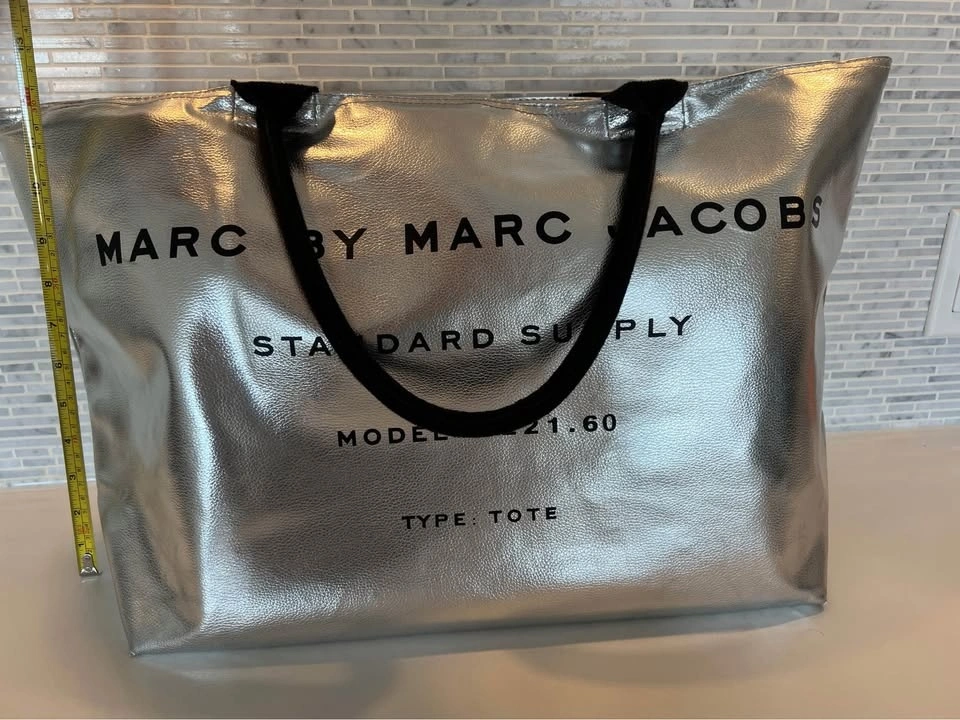 MARC BY MARC JACOBS
STANDARD SUPPLY
MODEL
TYPE: TOTE